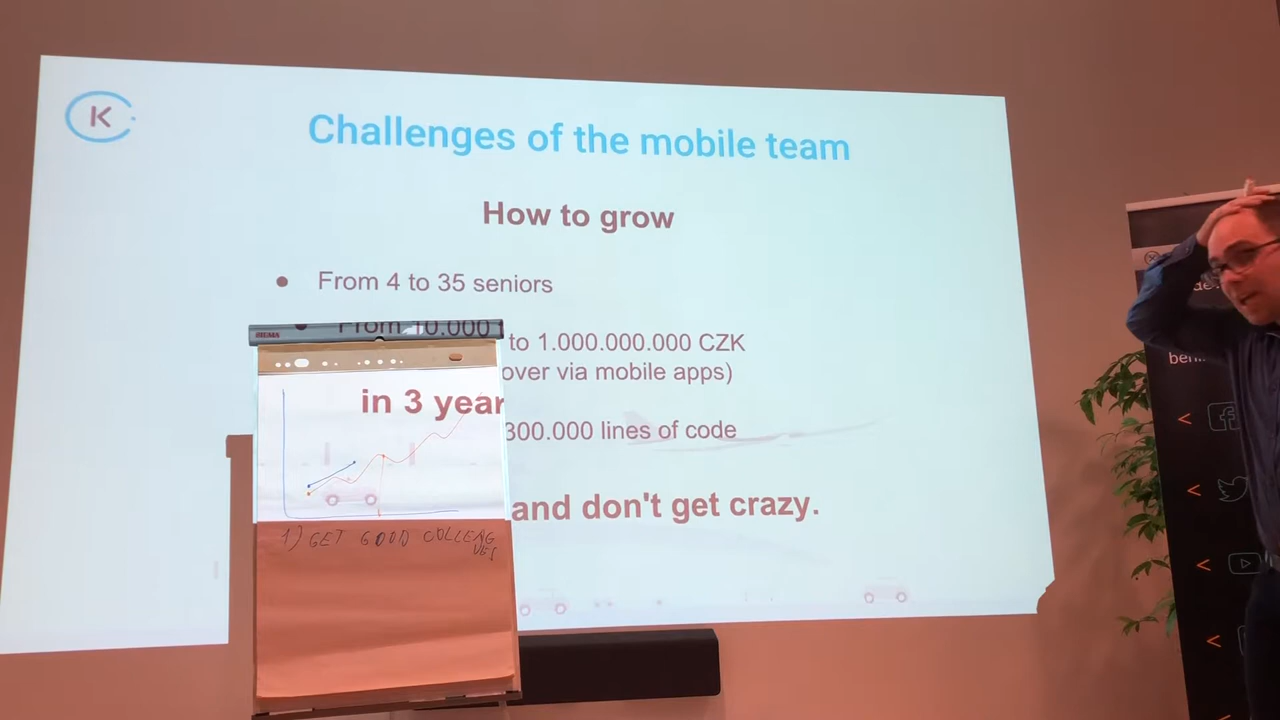 K
Challenges of the mobile team
How to grow
From 4 to 35 seniors
From 10.000 to 1.000.000.000 CZK
over via mobile apps)
in 3 year
300.000 lines of code
and don't get crazy.
SIGMA
1) GET GOOD COLLEAG
UES